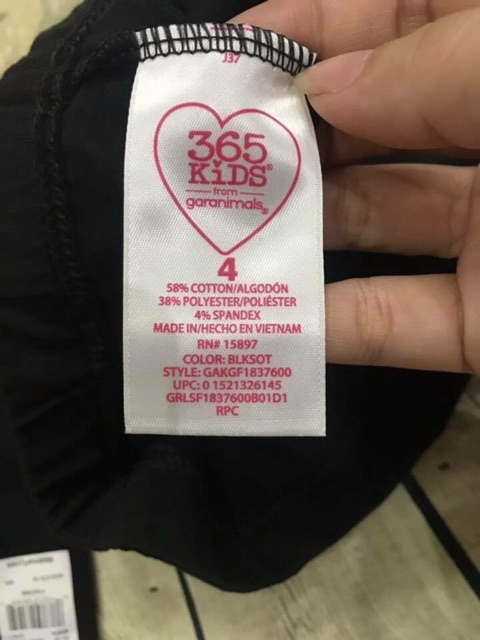 J37
365
KiDS®
from
garanimals®
4
58% COTTON/ALGODÓN
38% POLYESTER/POLIÉSTER
4% SPANDEX
MADE IN/HECHO EN VIETNAM
RN# 15897
COLOR: BLKSOT
STYLE: GAKGF1837600
UPC: 0 1521326145
GRLSF1837600B01D1
RPC